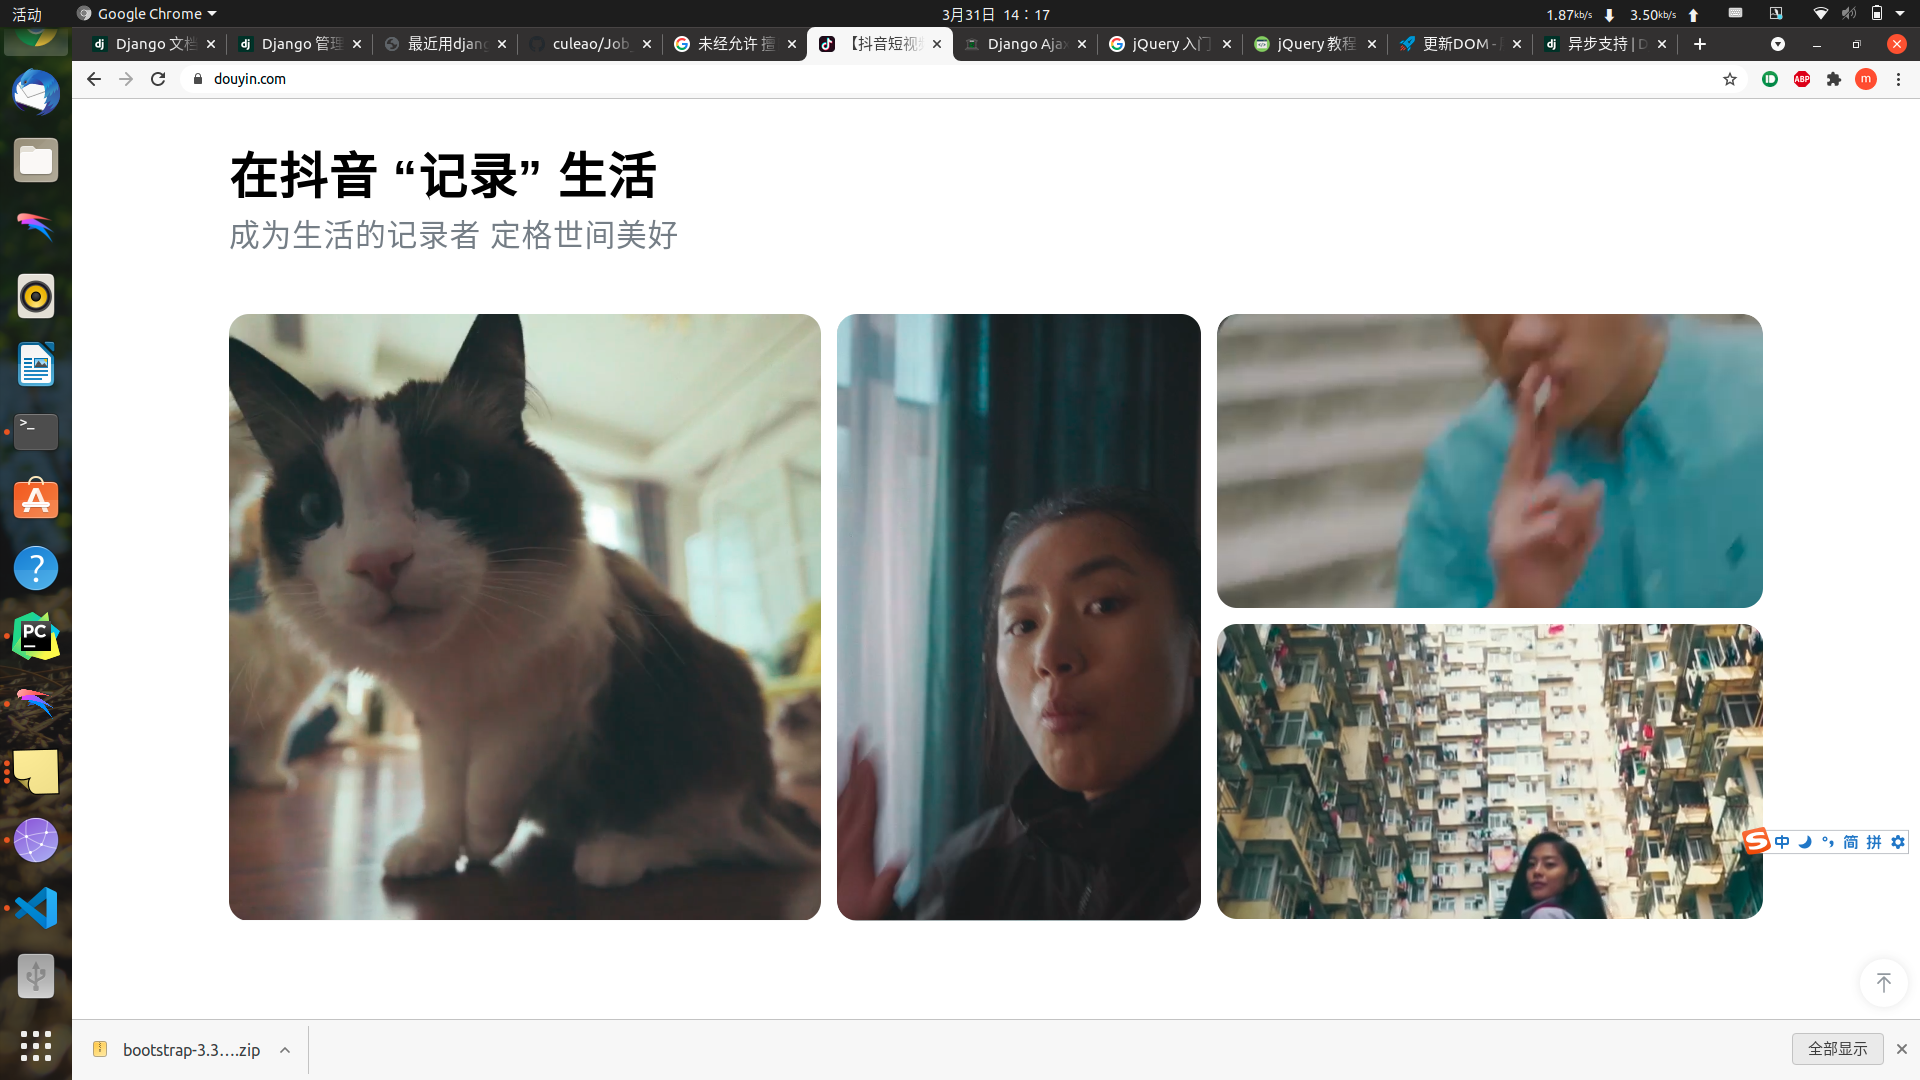 活动
Google Chrome
3月31日 14：17
1.87kb/s
3.50kb/s
Django 文档
Django 管理
最近用djang
culeao/Job_
未经允许 擅
【抖音短视频
Django Ajax
jQuery 入门
jQuery 教程
更新DOM -
异步支持 | D
douyin.com
ABP
m
在抖音 “记录” 生活
成为生活的记录者 定格世间美好
>_
A
?
PC
S 中 简 拼
bootstrap-3.3....zip
全部显示